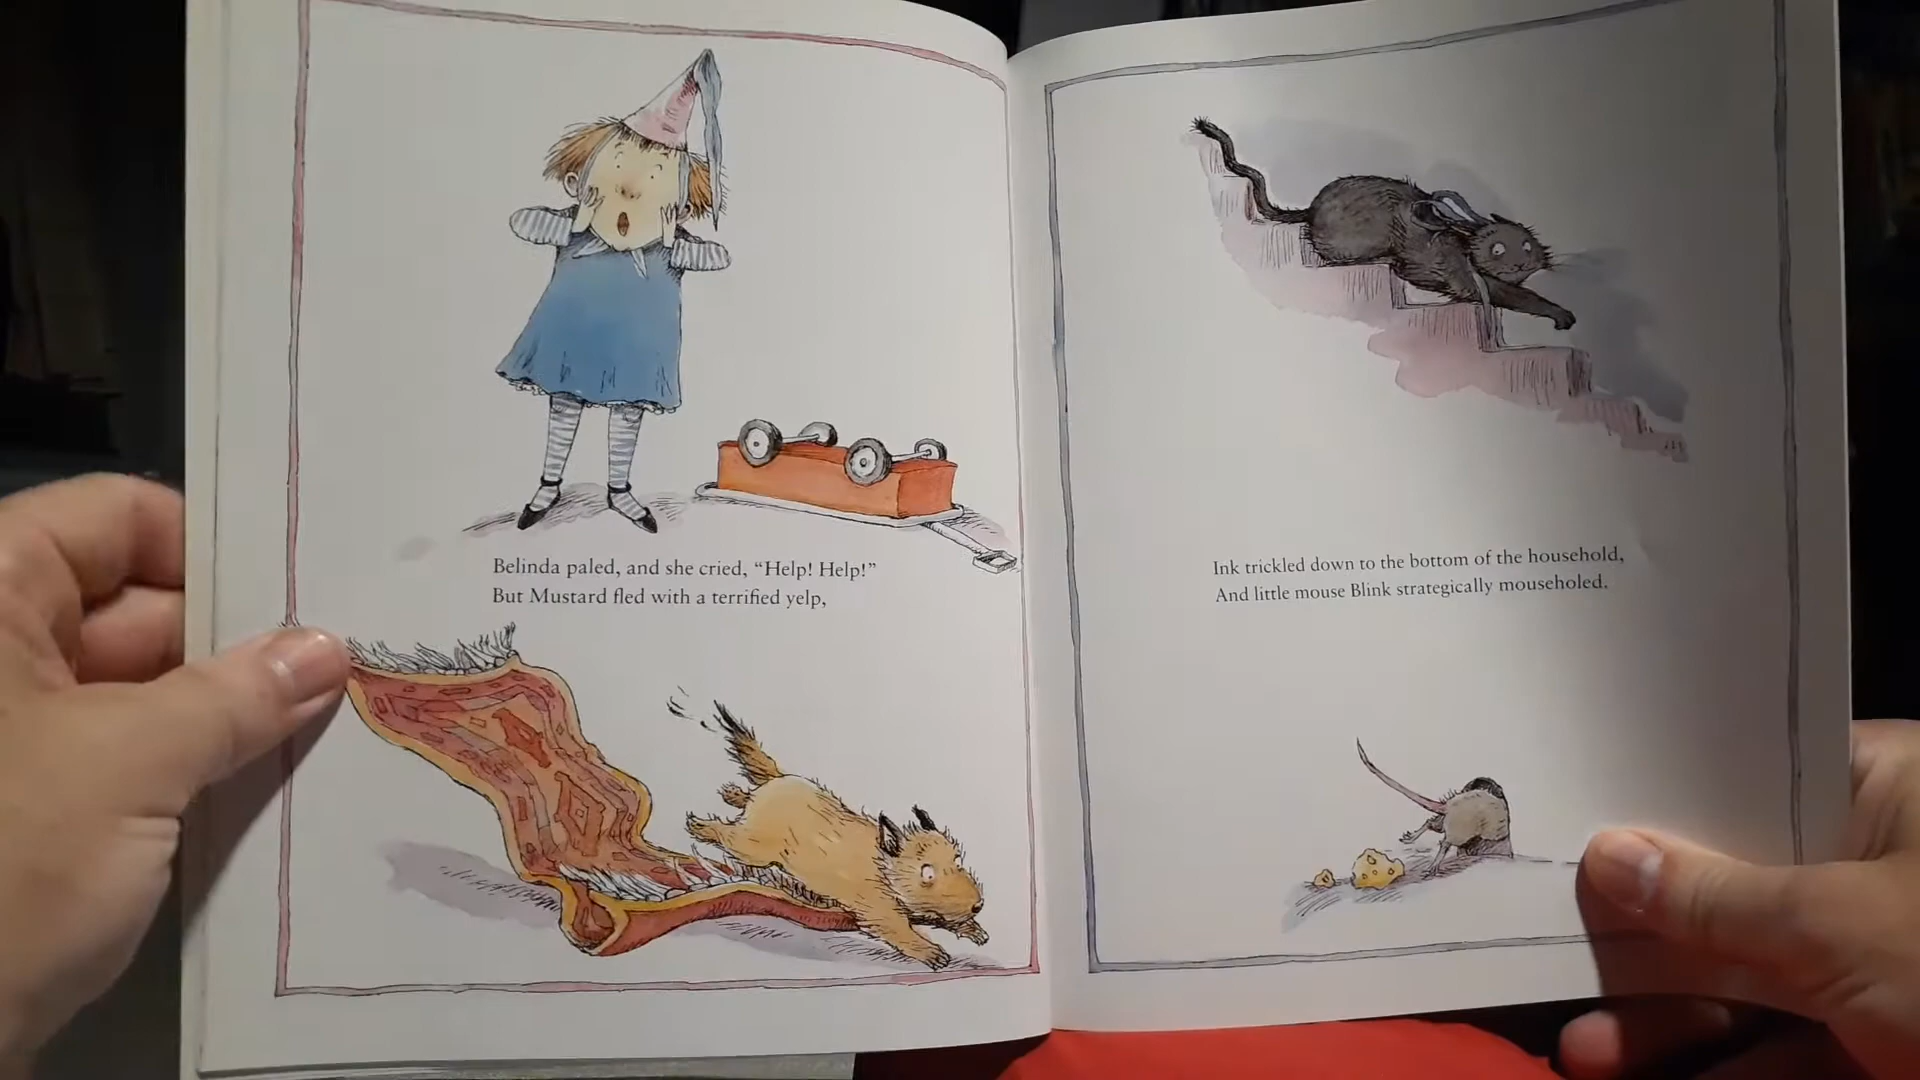 Belinda paled, and she cried, “Help! Help!”
But Mustard fled with a terrified yelp,
Ink trickled down to the bottom of the household,
And little mouse Blink strategically mouseholed.